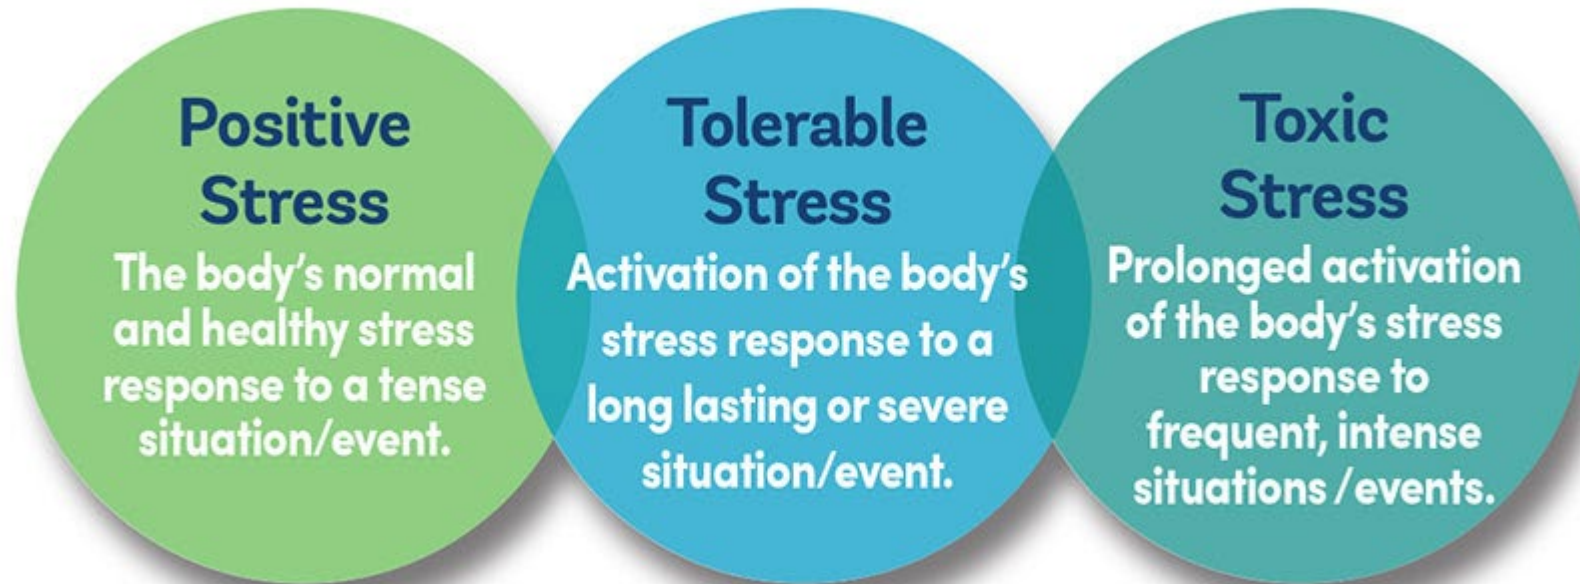 Positive
Stress
The body's normal
and healthy stress
response to a tense
situation/event.
Tolerable
Stress
Activation of the body's
stress response to a
long lasting or severe
situation/event.
Toxic
Stress
Prolonged activation
of the body's stress
response to
frequent, intense
situations /events.